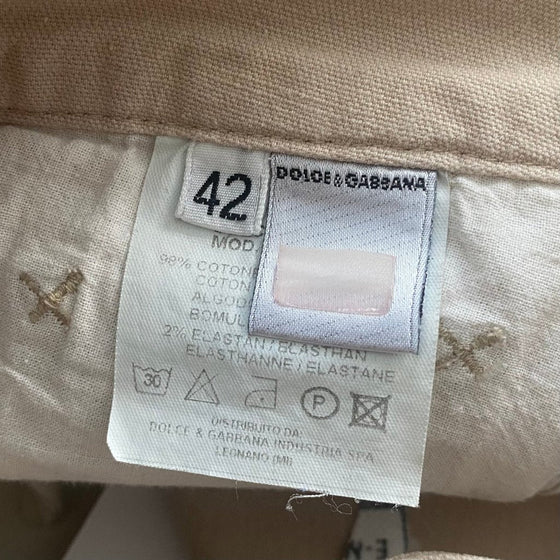 42
DOLCE & GABBANA
MOD.
98% COTONE
COTON
ALGOD
BOMUL
2% ELASTAN / ELASTHAN
ELASTHANNE / ELASTANE
30 P
DISTRIBUITO DA:
DOLCE & GABBANA INDUSTRIA SPA
LEGNANO (MI)